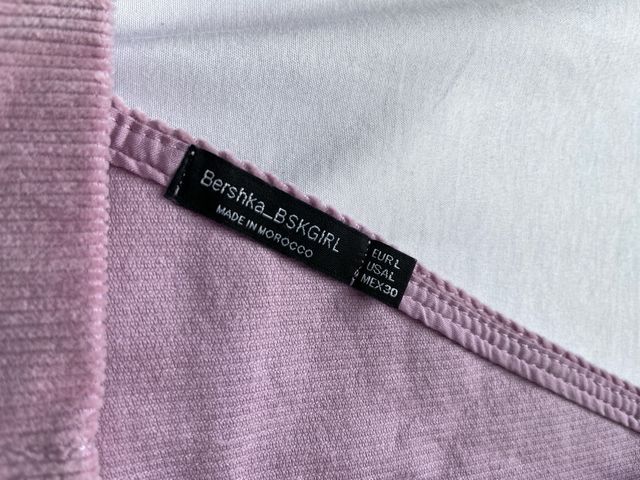 Bershka_BSKGIRL
MADE IN MOROCCO
EUR L
USA L
MEX 30